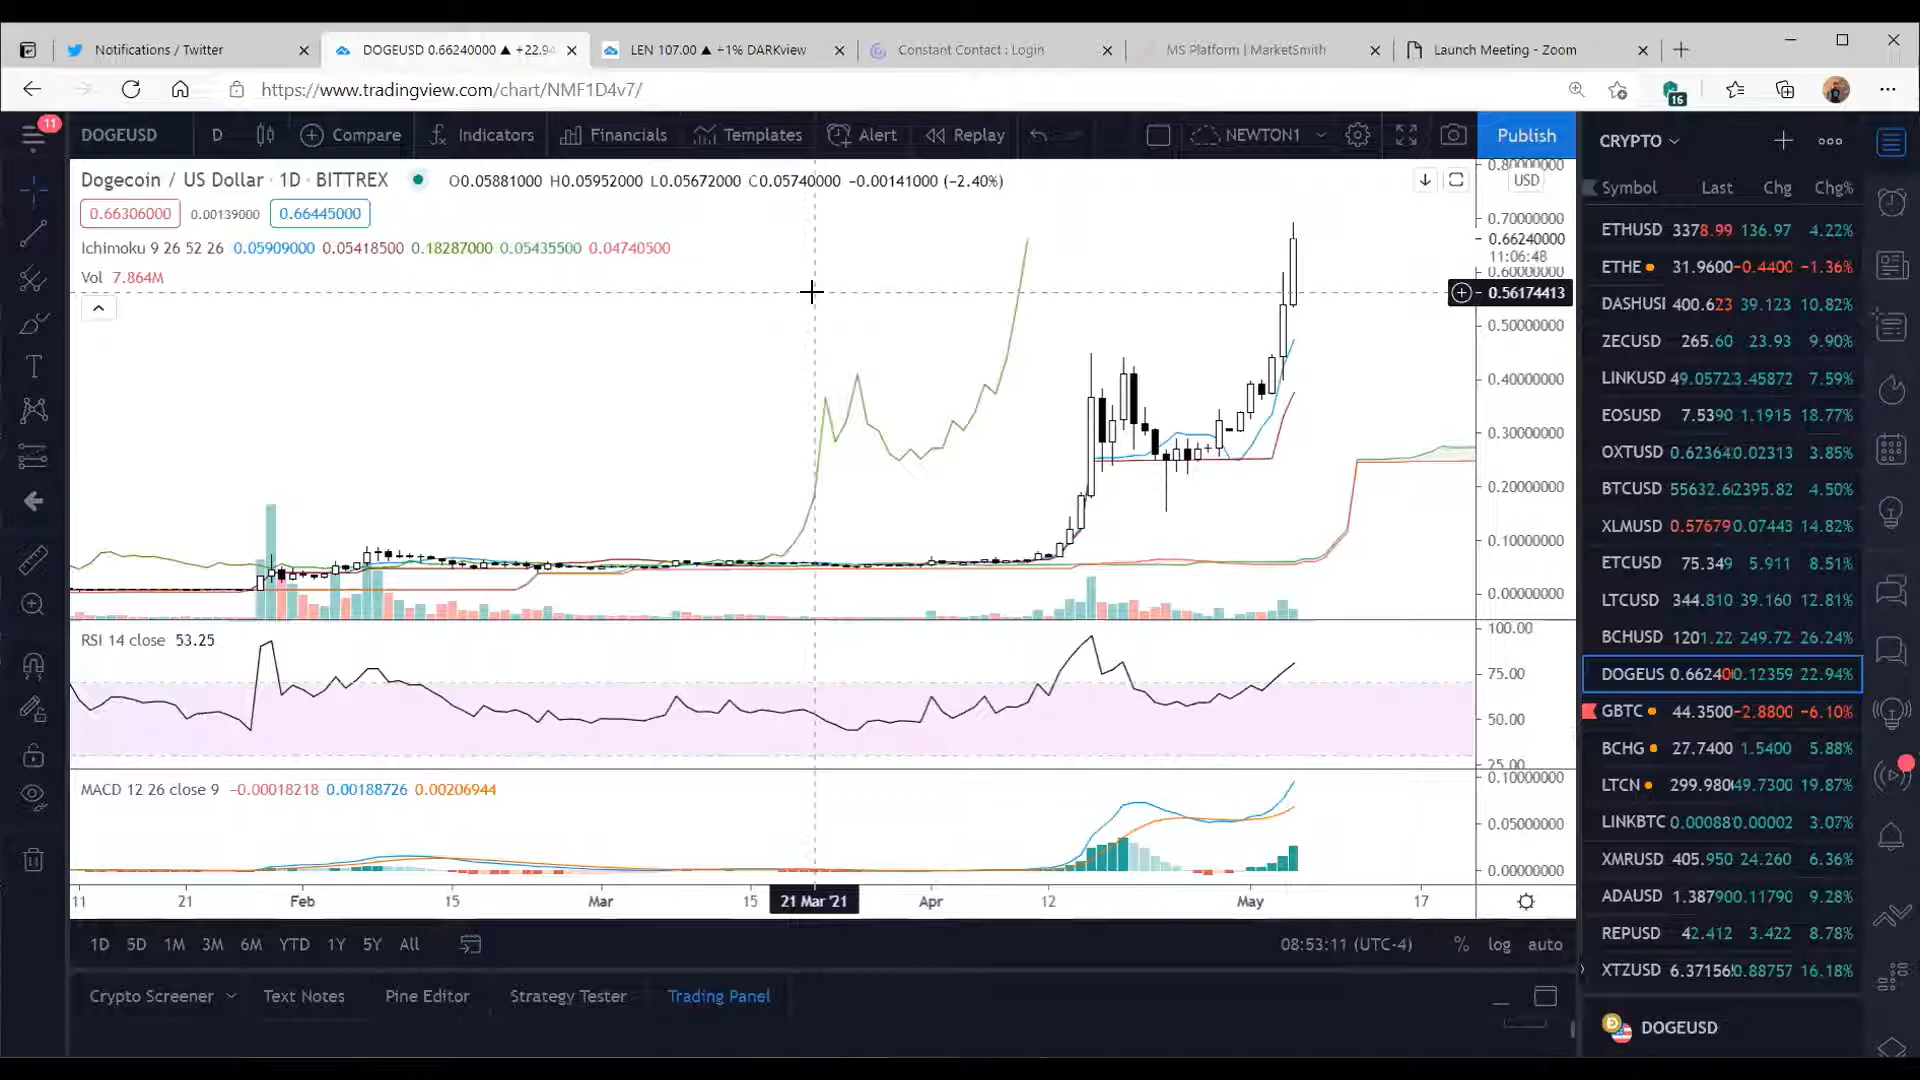 Notifications / Twitter
DOGEUSD 0.66240000 ▲ +22.94
LEN 107.00 ▲ +1% DARKview
Constant Contact : Login
MS Platform | MarketSmith
Launch Meeting - Zoom
https://www.tradingview.com/chart/NMF1D4v7/
16
11
DOGEUSD D Compare Indicators Financials Templates Alert Replay NEWTON1 Publish
Dogecoin / US Dollar · 1D · BITTREX O0.05881000 H0.05952000 L0.05672000 C0.05740000 −0.00141000 (−2.40%)
0.66306000 0.00139000 0.66445000
Ichimoku 9 26 52 26 0.05909000 0.05418500 0.18287000 0.05435500 0.04740500
Vol 7.864M
0.80000000
USD
0.70000000
0.66240000
11:06:48
0.60000000
0.56174413
0.50000000
0.40000000
0.30000000
0.20000000
0.10000000
0.00000000
RSI 14 close 53.25
100.00
75.00
50.00
25.00
MACD 12 26 close 9 −0.00018218 0.00188726 0.00206944
0.10000000
0.05000000
0.00000000
11 21 Feb 15 Mar 15 21 Mar '21 Apr 12 May 17
1D 5D 1M 3M 6M YTD 1Y 5Y All
08:53:11 (UTC-4) % log auto
Crypto Screener Text Notes Pine Editor Strategy Tester Trading Panel
CRYPTO
Symbol Last Chg Chg%
ETHUSD 3378.99 136.97 4.22%
ETHE 31.9600 −0.4400 −1.36%
DASHUSI 400.623 39.123 10.82%
ZECUSD 265.60 23.93 9.90%
LINKUSD 49.0572 3.45872 7.59%
EOSUSD 7.5390 1.1915 18.77%
OXTUSD 0.62364 0.02313 3.85%
BTCUSD 55632.6 2395.82 4.50%
XLMUSD 0.57679 0.07443 14.82%
ETCUSD 75.349 5.911 8.51%
LTCUSD 344.810 39.160 12.81%
BCHUSD 1201.22 249.72 26.24%
DOGEUS 0.66240 0.12359 22.94%
GBTC 44.3500 −2.8800 −6.10%
BCHG 27.7400 1.5400 5.88%
LTCN 299.980 49.7300 19.87%
LINKBTC 0.00088 0.00002 3.07%
XMRUSD 405.950 24.260 6.36%
ADAUSD 1.38790 0.11790 9.28%
REPUSD 42.412 3.422 8.78%
XTZUSD 6.37156 0.88757 16.18%
DOGEUSD